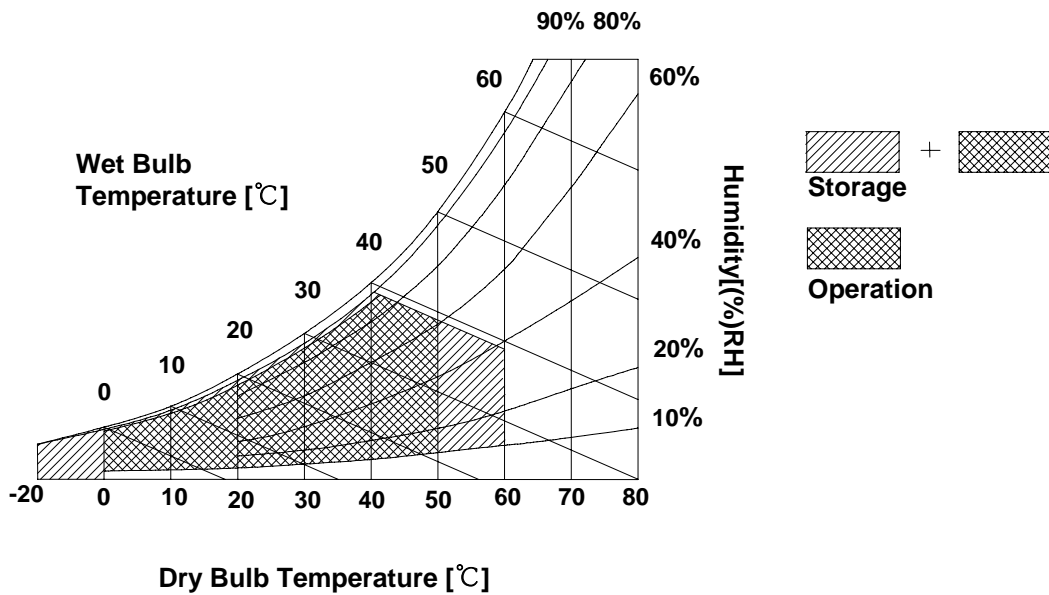 90% 80%
60
60%
Wet Bulb
Temperature [℃]
50
40
30
20
10
0
40%
20%
10%
Humidity[(%)RH]
-20 0 10 20 30 40 50 60 70 80
Dry Bulb Temperature [℃]
+
Storage
Operation